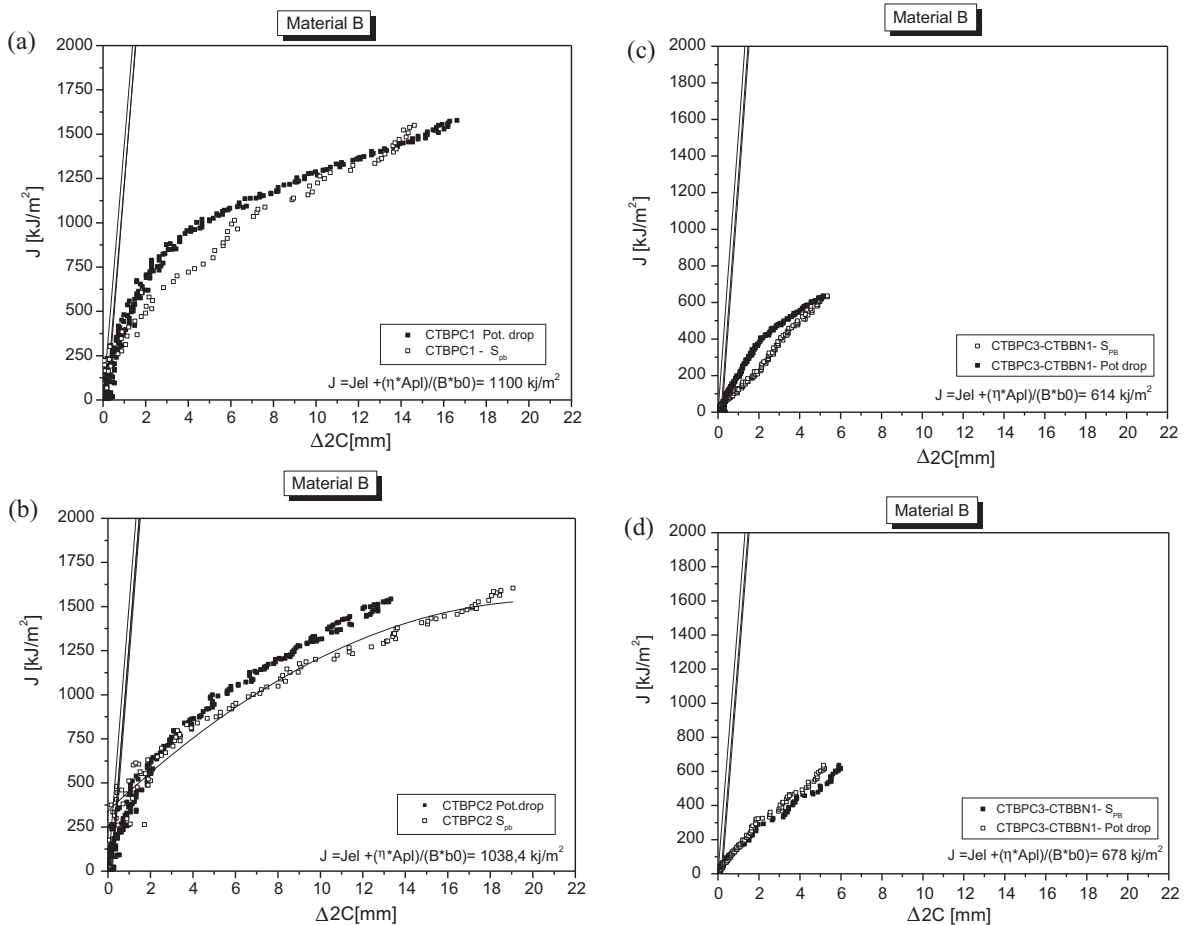 Material B
(a)
2000
1750
1500
1250
1000
750
500
250
0
J [kJ/m²]
CTBPC1 Pot. drop
CTBPC1 - Spb
J =Jel +(η*Apl)/(B*b0)= 1100 kj/m²
0 2 4 6 8 10 12 14 16 18 20 22
Δ2C[mm]
Material B
(b)
2000
1750
1500
1250
1000
750
500
250
0
J [kJ/m²]
CTBPC2 Pot.drop
CTBPC2 Spb
J =Jel +(η*Apl)/(B*b0)= 1038,4 kj/m²
0 2 4 6 8 10 12 14 16 18 20 22
Δ2C[mm]
Material B
(c)
2000
1800
1600
1400
1200
1000
800
600
400
200
0
J [kJ/m²]
CTBPC3-CTBBN1- SPB
CTBPC3-CTBBN1- Pot drop
J =Jel +(η*Apl)/(B*b0)= 614 kj/m²
0 2 4 6 8 10 12 14 16 18 20 22
Δ2C[mm]
Material B
(d)
2000
1800
1600
1400
1200
1000
800
600
400
200
0
J [kJ/m²]
CTBPC3-CTBBN1- SPB
CTBPC3-CTBBN1- Pot drop
J =Jel +(η*Apl)/(B*b0)= 678 kj/m²
0 2 4 6 8 10 12 14 16 18 20 22
Δ2C [mm]